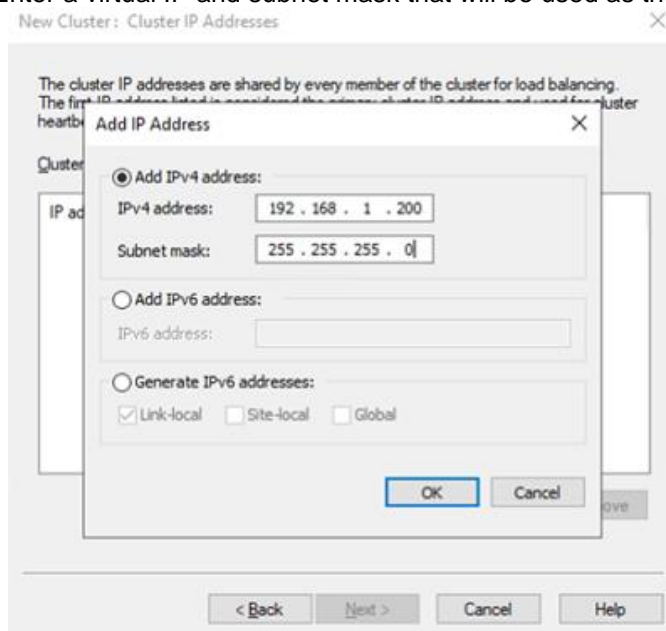 Enter a virtual IP and subnet mask that will be used as th
New Cluster: Cluster IP Addresses
The cluster IP addresses are shared by every member of the cluster for load balancing.
The first IP address listed is considered the primary cluster IP address and used for cluster
heartb
Add IP Address
Cluster
IP ad
Add IPv4 address:
IPv4 address: 192 . 168 . 1 . 200
Subnet mask: 255 . 255 . 255 . 0
Add IPv6 address:
IPv6 address:
Generate IPv6 addresses:
Link-local Site-local Global
OK Cancel
ove
< Back Next > Cancel Help